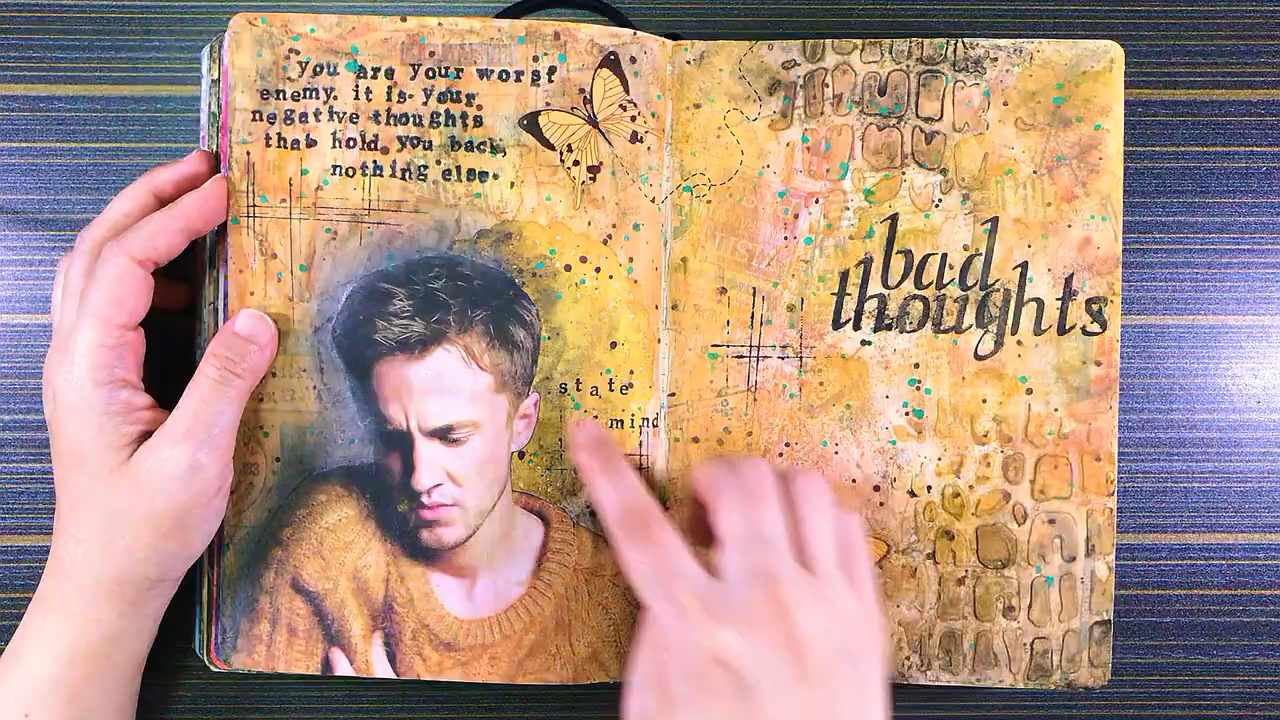 you are your worst
enemy. it is your
negative thoughts
that hold you back,
nothing else.
state
mind
bad
thoughts